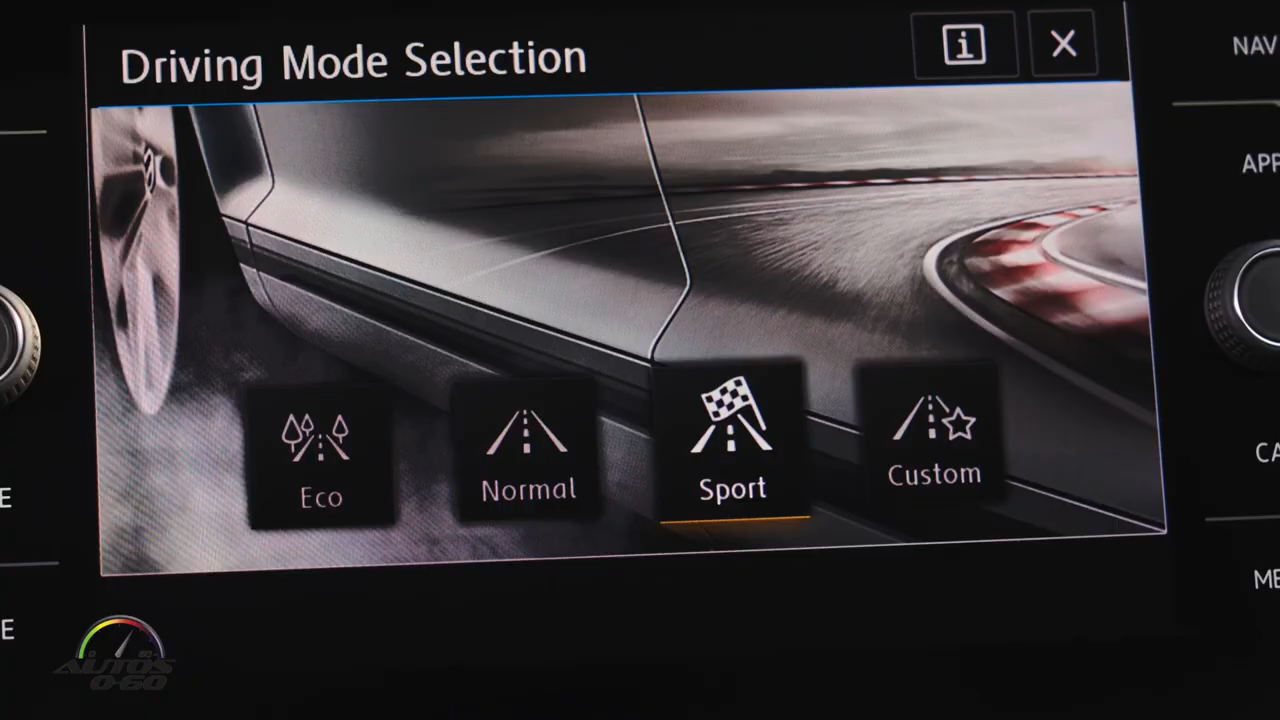 Driving Mode Selection
Eco
Normal
Sport
Custom
NAV
APP
CA
ME
E
E
AUTOS
0-60